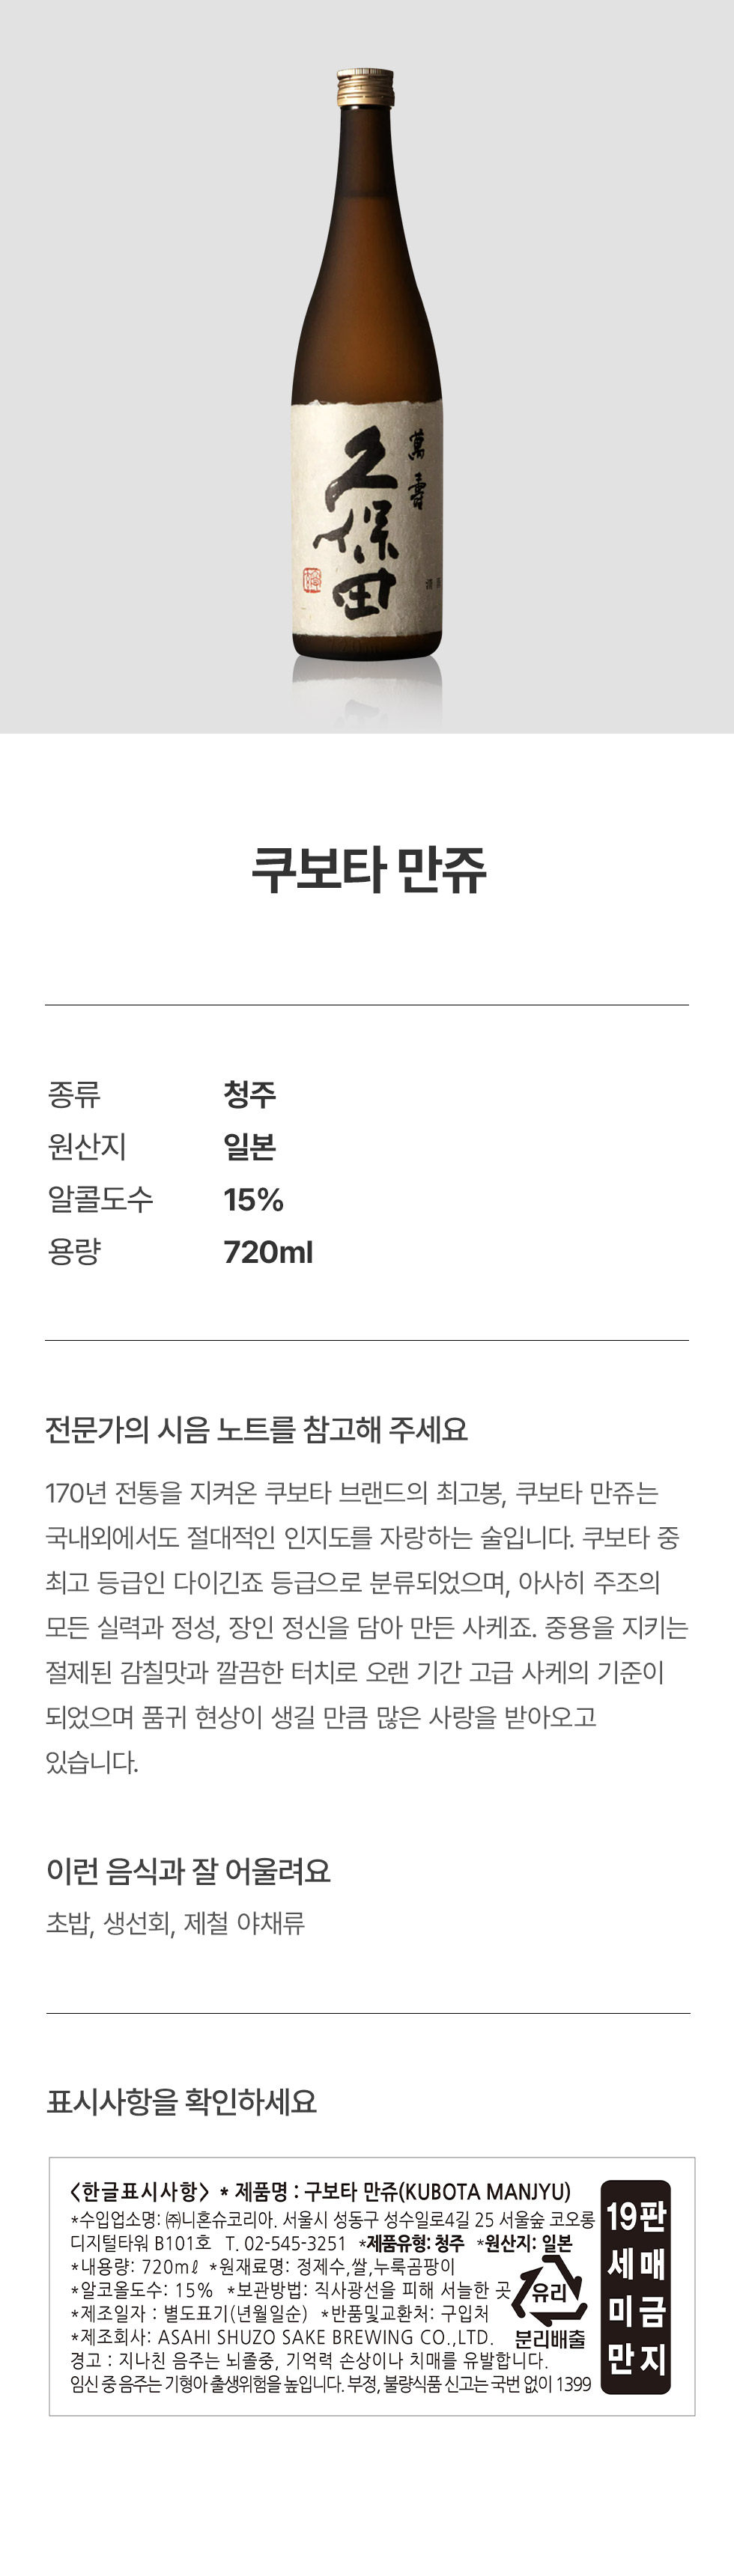 萬壽
久保田
쿠보타 만쥬
종류 청주
원산지 일본
알콜도수 15%
용량 720ml
전문가의 시음 노트를 참고해 주세요
170년 전통을 지켜온 쿠보타 브랜드의 최고봉, 쿠보타 만쥬는
국내외에서도 절대적인 인지도를 자랑하는 술입니다. 쿠보타 중
최고 등급인 다이긴죠 등급으로 분류되었으며, 아사히 주조의
모든 실력과 정성, 장인 정신을 담아 만든 사케죠. 중용을 지키는
절제된 감칠맛과 깔끔한 터치로 오랜 기간 고급 사케의 기준이
되었으며 품귀 현상이 생길 만큼 많은 사랑을 받아오고
있습니다.
이런 음식과 잘 어울려요
초밥, 생선회, 제철 야채류
표시사항을 확인하세요
<한글표시사항> * 제품명 : 구보타 만쥬(KUBOTA MANJYU)
*수입업소명: ㈜니혼슈코리아. 서울시 성동구 성수일로4길 25 서울숲 코오롱
디지털타워 B101호 T. 02-545-3251 *제품유형: 청주 *원산지: 일본
*내용량: 720mℓ *원재료명: 정제수,쌀,누룩곰팡이
*알코올도수: 15% *보관방법: 직사광선을 피해 서늘한 곳
*제조일자 : 별도표기(년월일순) *반품및교환처: 구입처
*제조회사: ASAHI SHUZO SAKE BREWING CO.,LTD.
경고 : 지나친 음주는 뇌졸중, 기억력 손상이나 치매를 유발합니다.
임신 중 음주는 기형아 출생위험을 높입니다. 부정, 불량식품 신고는 국번 없이 1399
유리
분리배출
19판
세매
미금
만지